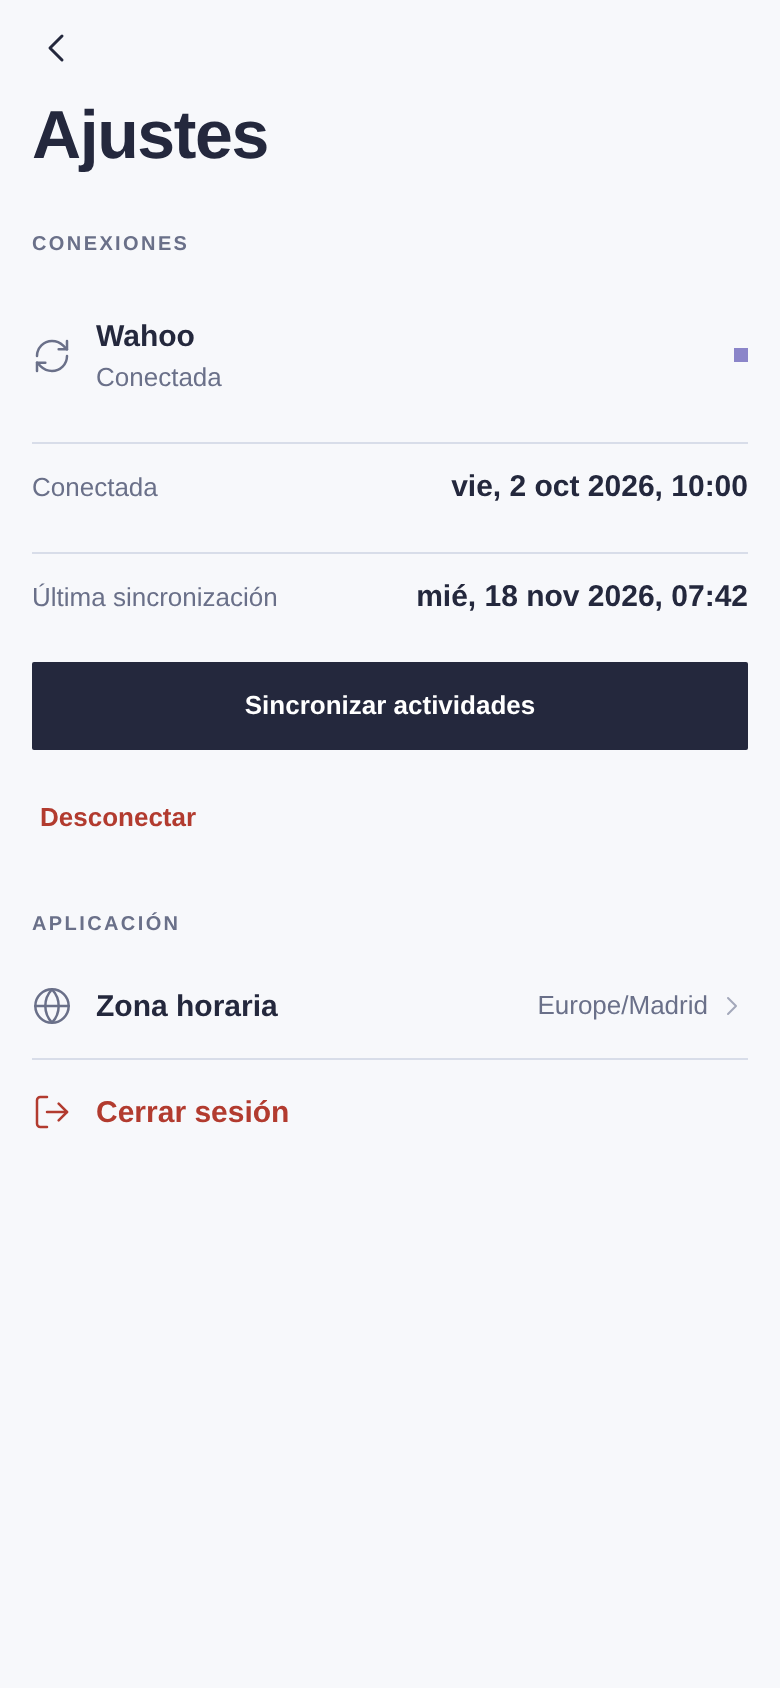 Ajustes
CONEXIONES
Wahoo
Conectada
Conectada vie, 2 oct 2026, 10:00
Última sincronización mié, 18 nov 2026, 07:42
Sincronizar actividades
Desconectar
APLICACIÓN
Zona horaria Europe/Madrid
Cerrar sesión